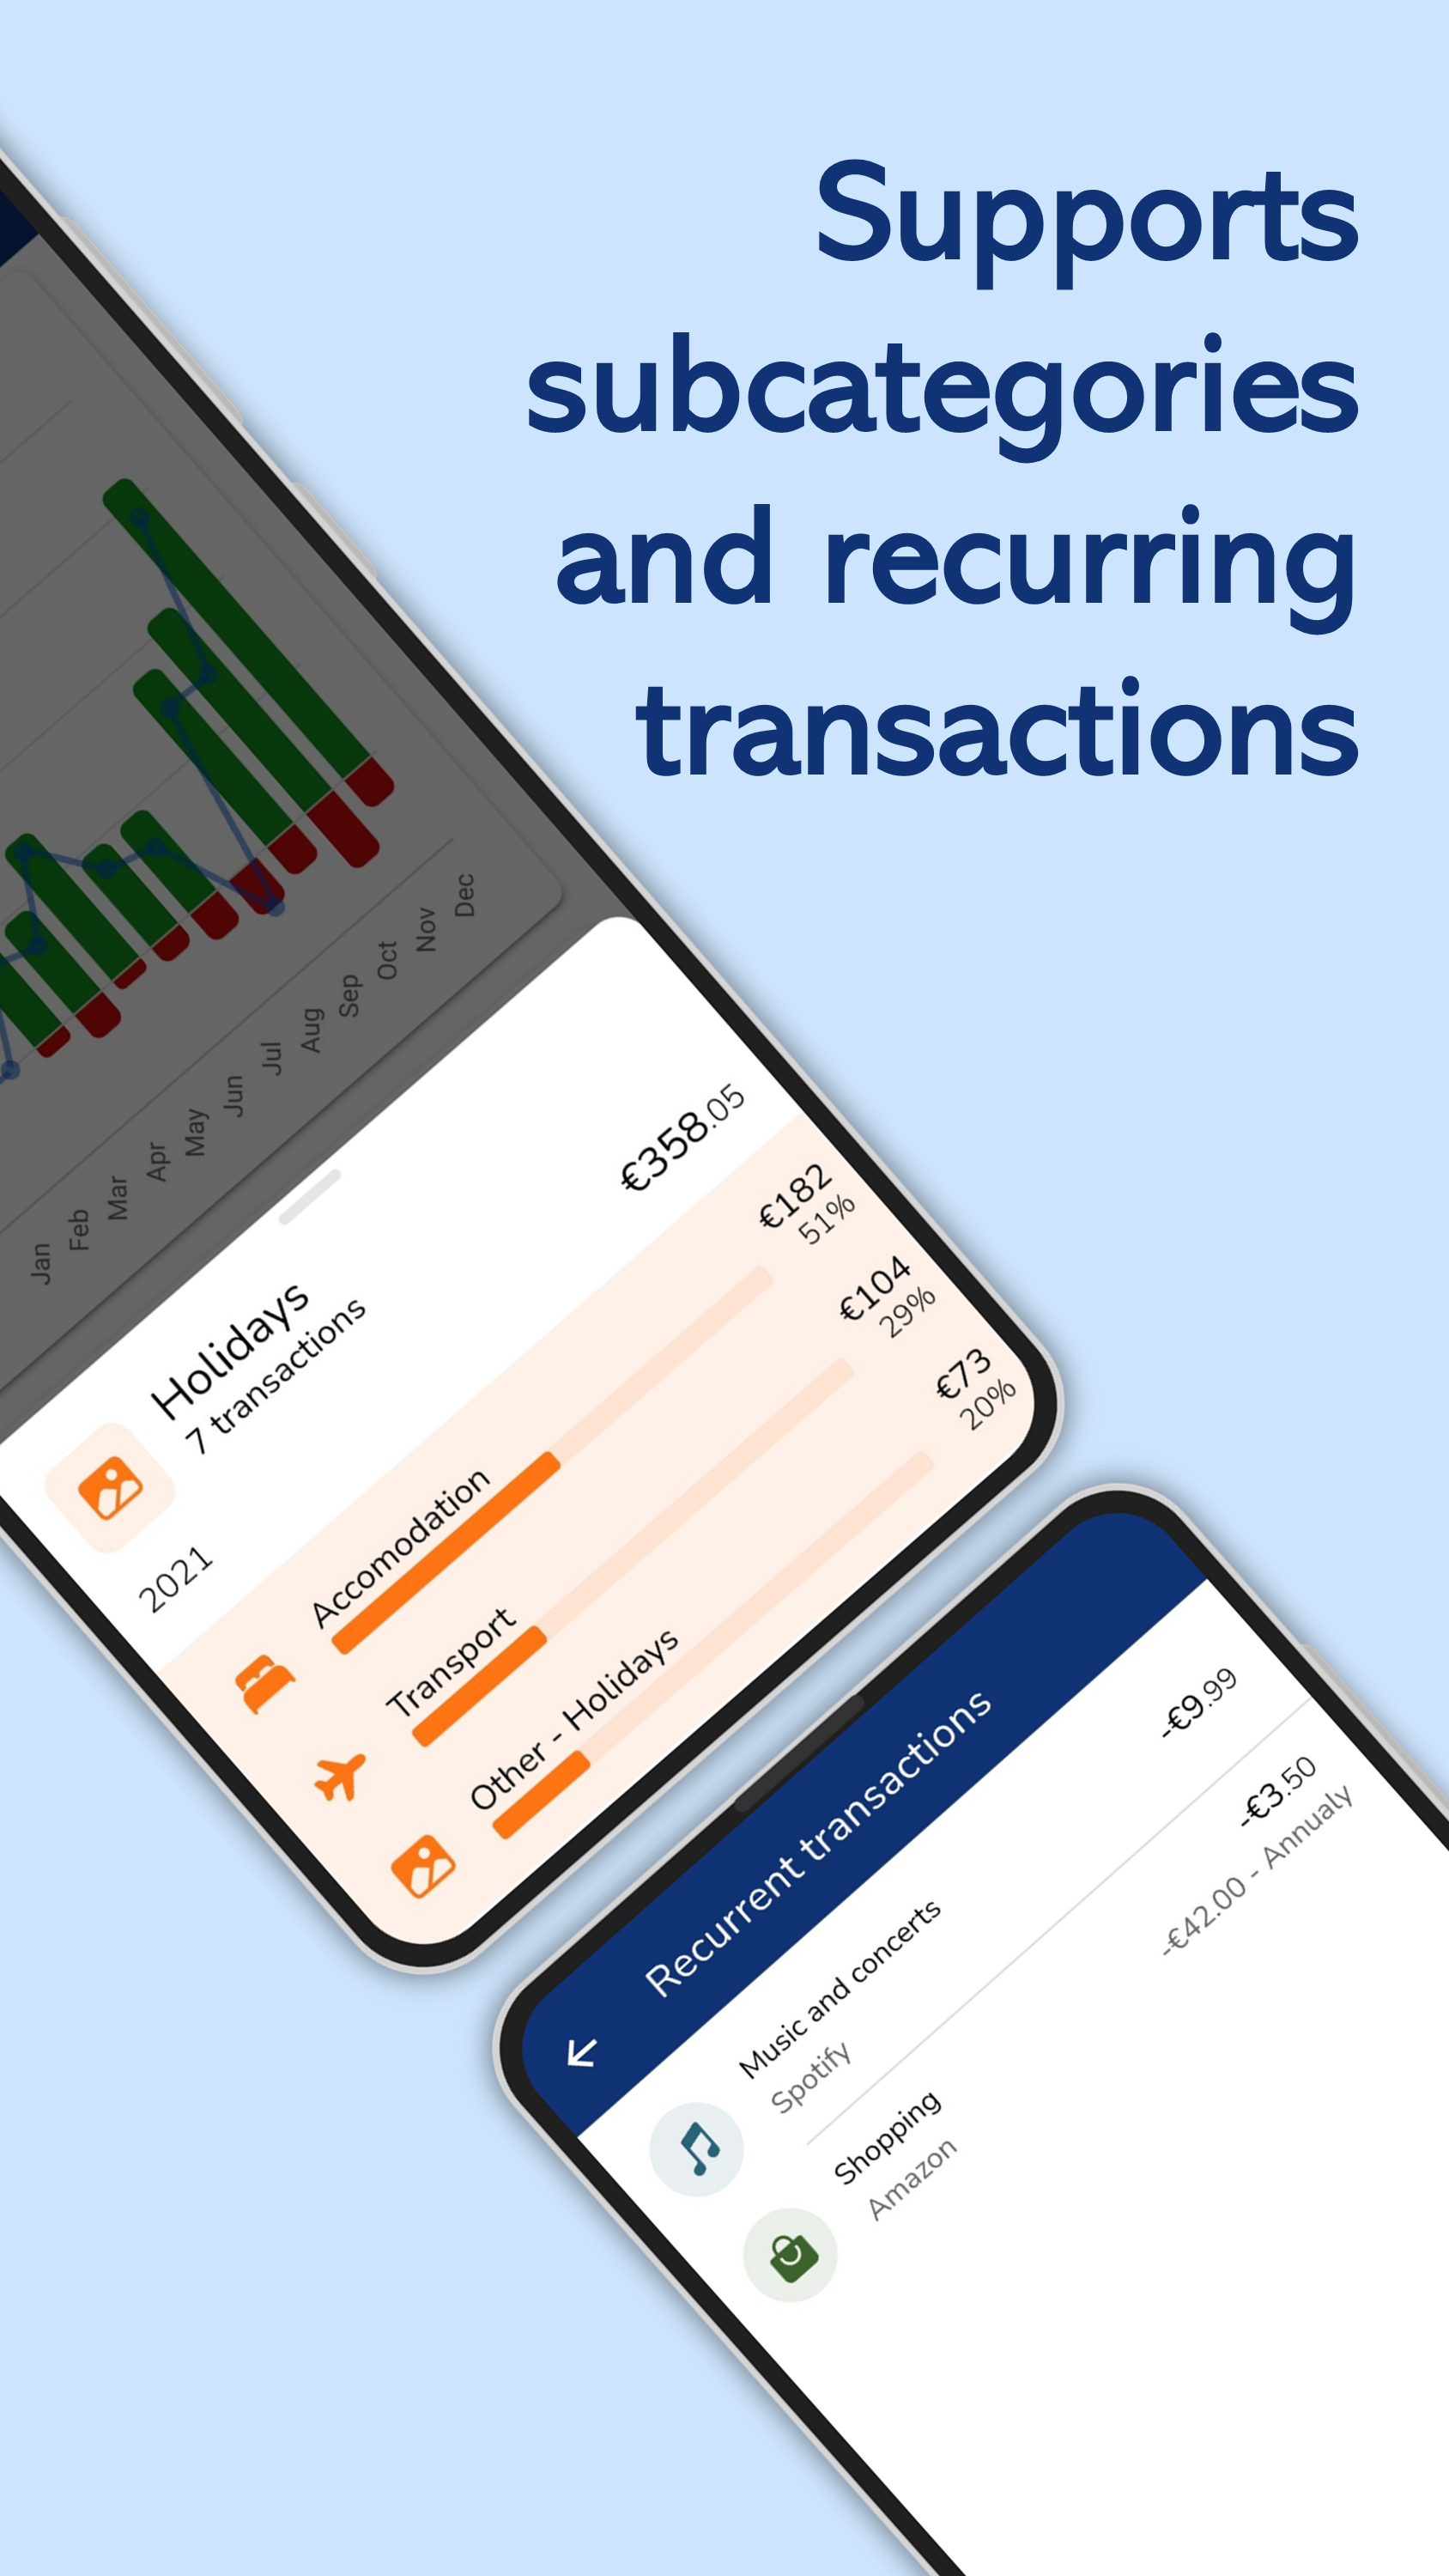 Supports
subcategories
and recurring
transactions
Jan
Feb
Mar
Apr
May
Jun
Jul
Aug
Sep
Oct
Nov
Dec
Holidays
7 transactions
€358.05
2021
Accomodation
€182
51%
Transport
€104
29%
Other - Holidays
€73
20%
Recurrent transactions
Music and concerts
Spotify
-€9.99
Shopping
Amazon
-€3.50
-€42.00 - Annualy